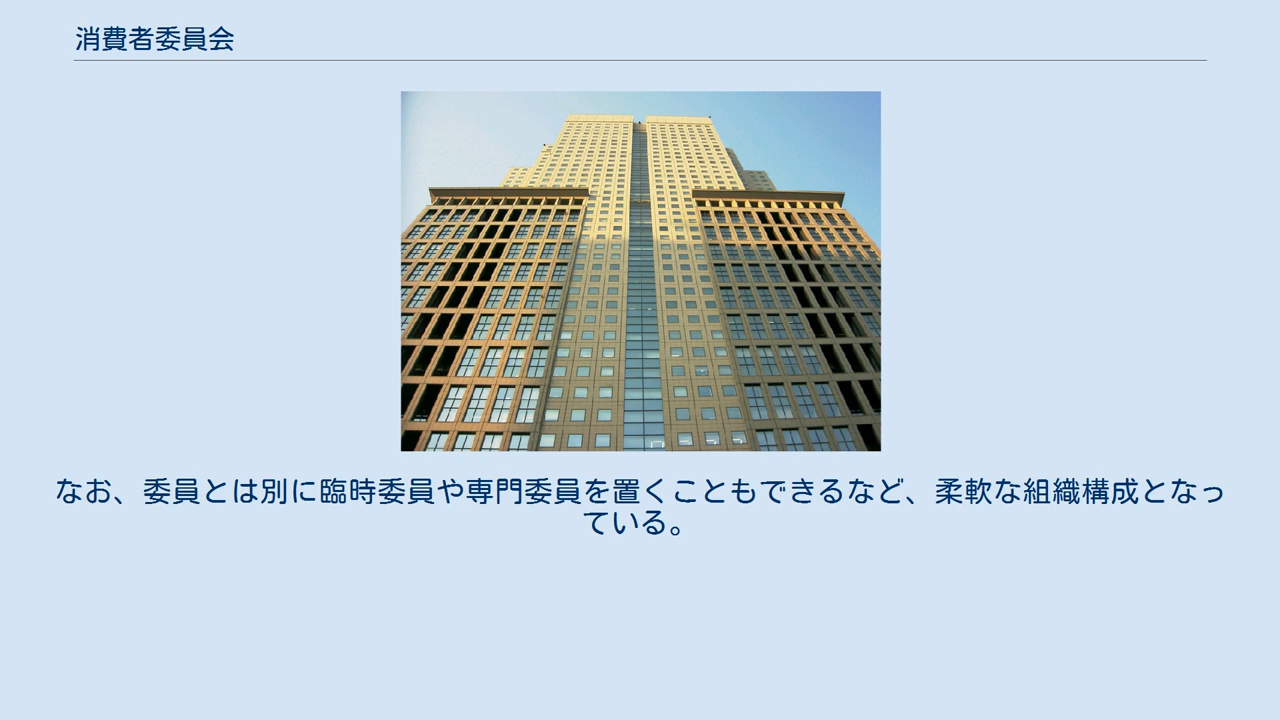 消費者委員会
なお、委員とは別に臨時委員や専門委員を置くこともできるなど、柔軟な組織構成となっ
ている。